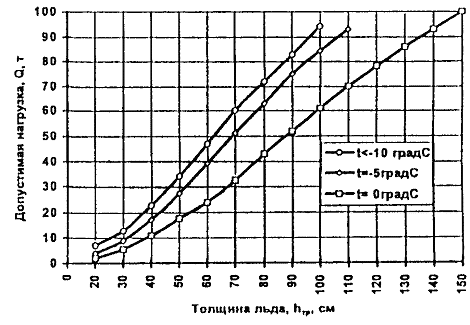 Допустимая нагрузка, Q, т
100
90
80
70
60
50
40
30
20
10
0
t<-10 градС
t=-5градС
t= 0градС
0 20 30 40 50 60 70 80 90 100 110 120 130 140 150
Толщина льда, hтр, см